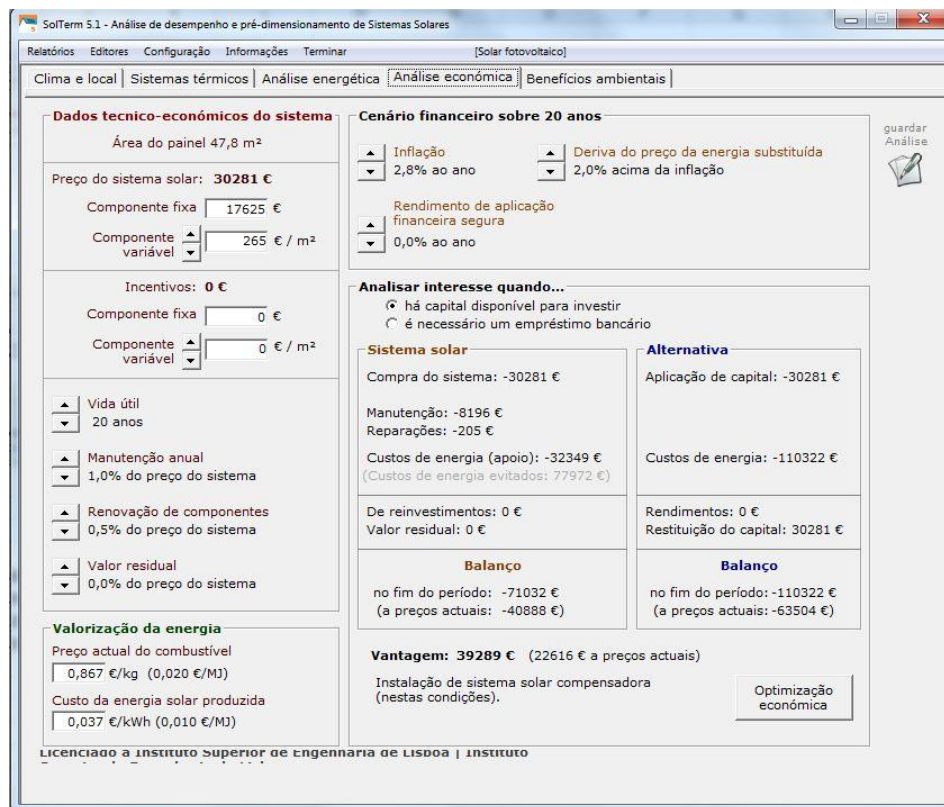 SolTerm 5.1 - Análise de desempenho e pré-dimensionamento de Sistemas Solares
Relatórios Editores Configuração Informações Terminar [Solar fotovoltaico]
Clima e local Sistemas térmicos Análise energética Análise económica Benefícios ambientais
Dados tecnico-económicos do sistema
Área do painel 47,8 m²
Preço do sistema solar: 30281 €
Componente fixa 17625 €
Componente variável 265 € / m²
Incentivos: 0 €
Componente fixa 0 €
Componente variável 0 € / m²
Vida útil
20 anos
Manutenção anual
1,0% do preço do sistema
Renovação de componentes
0,5% do preço do sistema
Valor residual
0,0% do preço do sistema
Valorização da energia
Preço actual do combustível
0,867 €/kg (0,020 €/MJ)
Custo da energia solar produzida
0,037 €/kWh (0,010 €/MJ)
Cenário financeiro sobre 20 anos
Inflação
2,8% ao ano
Deriva do preço da energia substituída
2,0% acima da inflação
Rendimento de aplicação
financeira segura
0,0% ao ano
guardar
Análise
Analisar interesse quando...
há capital disponível para investir
é necessário um empréstimo bancário
Sistema solar
Compra do sistema: -30281 €
Manutenção: -8196 €
Reparações: -205 €
Custos de energia (apoio): -32349 €
(Custos de energia evitados: 77972 €)
De reinvestimentos: 0 €
Valor residual: 0 €
Balanço
no fim do período: -71032 €
(a preços actuais: -40888 €)
Alternativa
Aplicação de capital: -30281 €
Custos de energia: -110322 €
Rendimentos: 0 €
Restituição do capital: 30281 €
Balanço
no fim do período: -110322 €
(a preços actuais: -63504 €)
Vantagem: 39289 € (22616 € a preços actuais)
Instalação de sistema solar compensadora
(nestas condições).
Optimização
económica
Licenciado a Instituto Superior de Engenharia de Lisboa | Instituto